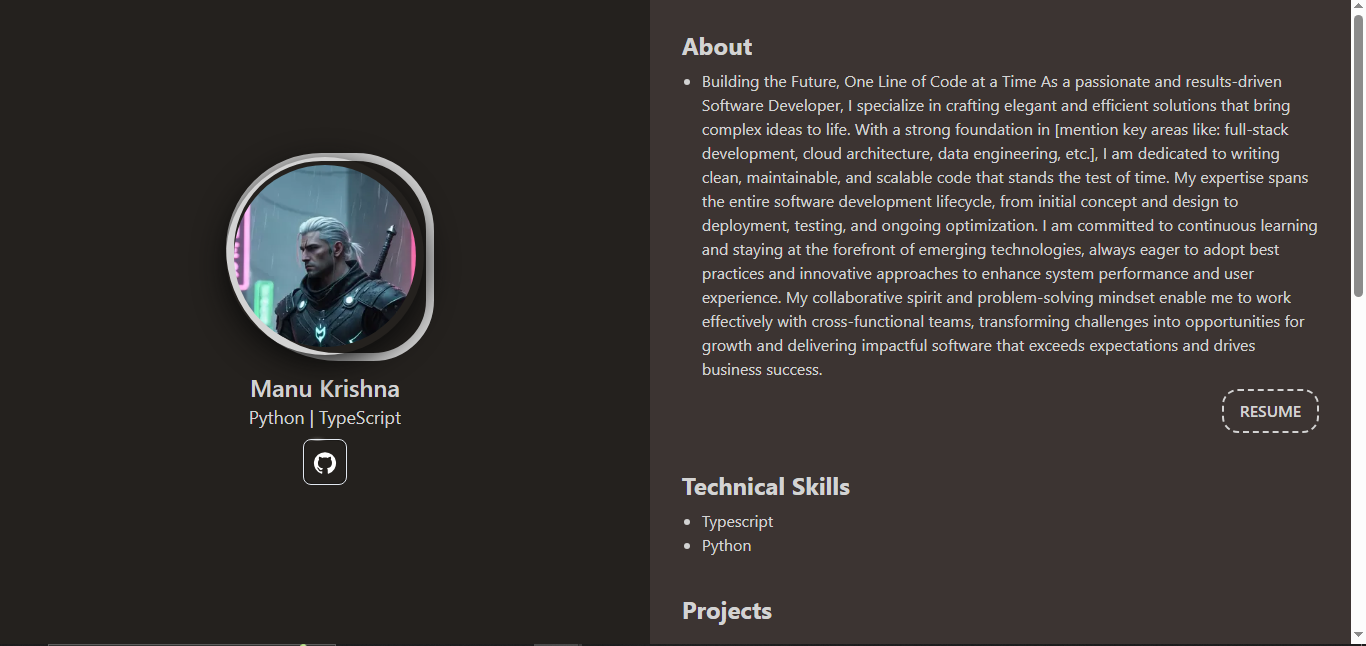 About
Building the Future, One Line of Code at a Time As a passionate and results-driven
Software Developer, I specialize in crafting elegant and efficient solutions that bring
complex ideas to life. With a strong foundation in [mention key areas like: full-stack
development, cloud architecture, data engineering, etc.], I am dedicated to writing
clean, maintainable, and scalable code that stands the test of time. My expertise spans
the entire software development lifecycle, from initial concept and design to
deployment, testing, and ongoing optimization. I am committed to continuous learning
and staying at the forefront of emerging technologies, always eager to adopt best
practices and innovative approaches to enhance system performance and user
experience. My collaborative spirit and problem-solving mindset enable me to work
effectively with cross-functional teams, transforming challenges into opportunities for
growth and delivering impactful software that exceeds expectations and drives
business success.
RESUME
Manu Krishna
Python | TypeScript
Technical Skills
Typescript
Python
Projects